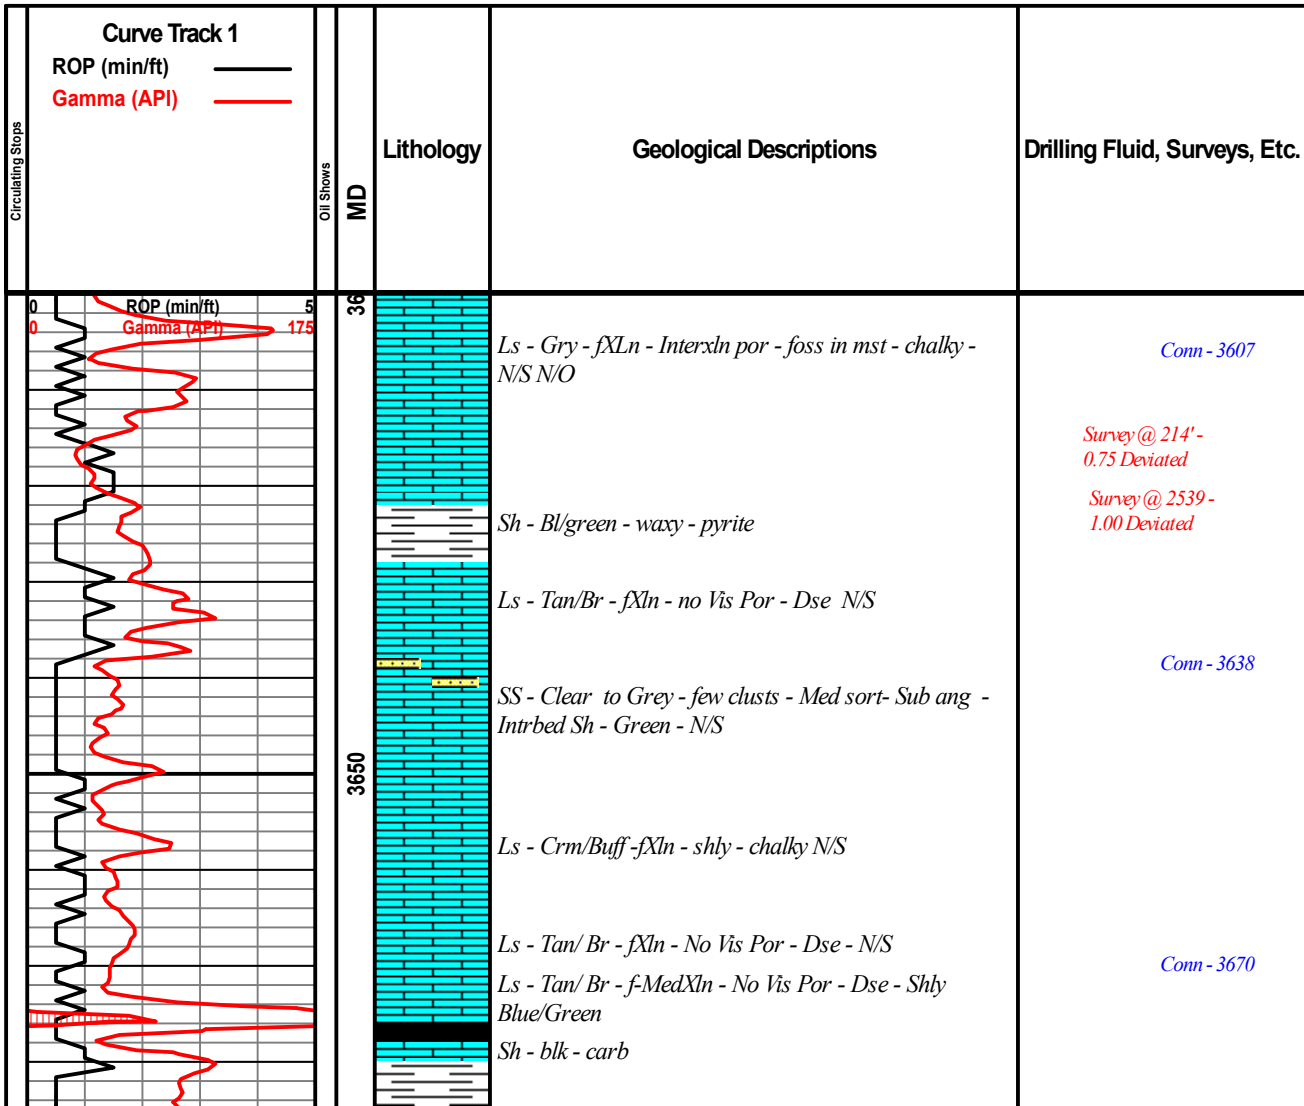 Curve Track 1
ROP (min/ft)
Gamma (API)
Circulating Stops
Oil Shows
MD
Lithology
Geological Descriptions
Drilling Fluid, Surveys, Etc.
0 ROP (min/ft) 5
0 Gamma (API) 175
36
Ls - Gry - fXLn - Interxln por - foss in mst - chalky -
N/S N/O
Conn - 3607
Survey @ 214' -
0.75 Deviated
Survey @ 2539 -
1.00 Deviated
Sh - Bl/green - waxy - pyrite
Ls - Tan/Br - fXln - no Vis Por - Dse N/S
Conn - 3638
SS - Clear to Grey - few clusts - Med sort- Sub ang -
Intrbed Sh - Green - N/S
3650
Ls - Crm/Buff -fXln - shly - chalky N/S
Ls - Tan/ Br - fXln - No Vis Por - Dse - N/S
Conn - 3670
Ls - Tan/ Br - f-MedXln - No Vis Por - Dse - Shly
Blue/Green
Sh - blk - carb